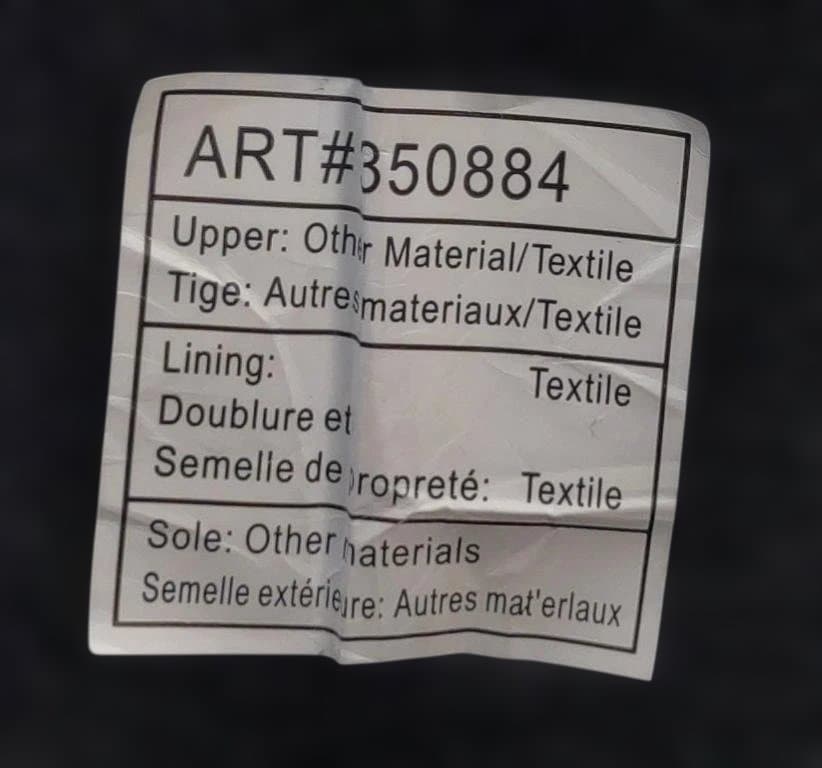 ART#350884
Upper: Other Material/Textile
Tige: Autres materiaux/Textile
Lining: Textile
Doublure et
Semelle de propreté: Textile
Sole: Other materials
Semelle extérieure: Autres mat'erlaux